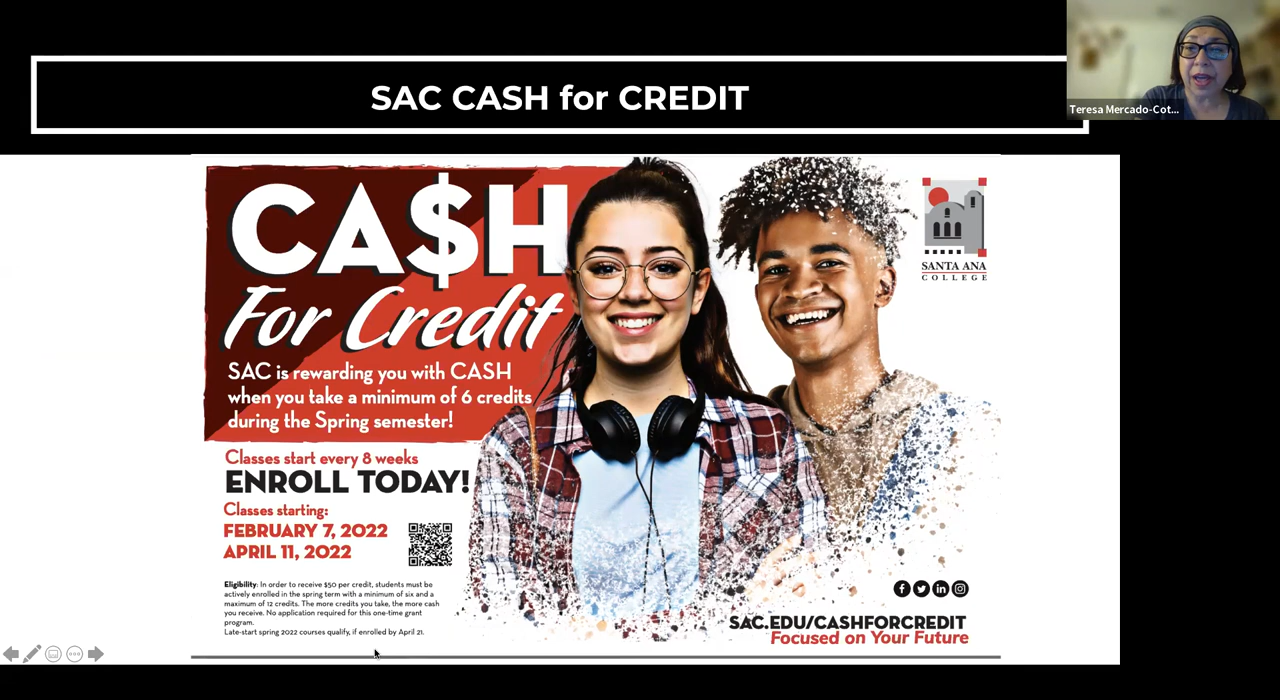 SAC CASH for CREDIT
Teresa Mercado-Cot...
CA$H
For Credit
SAC is rewarding you with CASH
when you take a minimum of 6 credits
during the Spring semester!
Classes start every 8 weeks
ENROLL TODAY!
Classes starting:
FEBRUARY 7, 2022
APRIL 11, 2022
Eligibility: In order to receive $50 per credit, students must be
actively enrolled in the spring term with a minimum of six and a
maximum of 12 credits. The more credits you take, the more cash
you receive. No application required for this one-time grant
program.
Late-start spring 2022 courses qualify, if enrolled by April 21.
SANTA ANA
COLLEGE
SAC.EDU/CASHFORCREDIT
Focused on Your Future